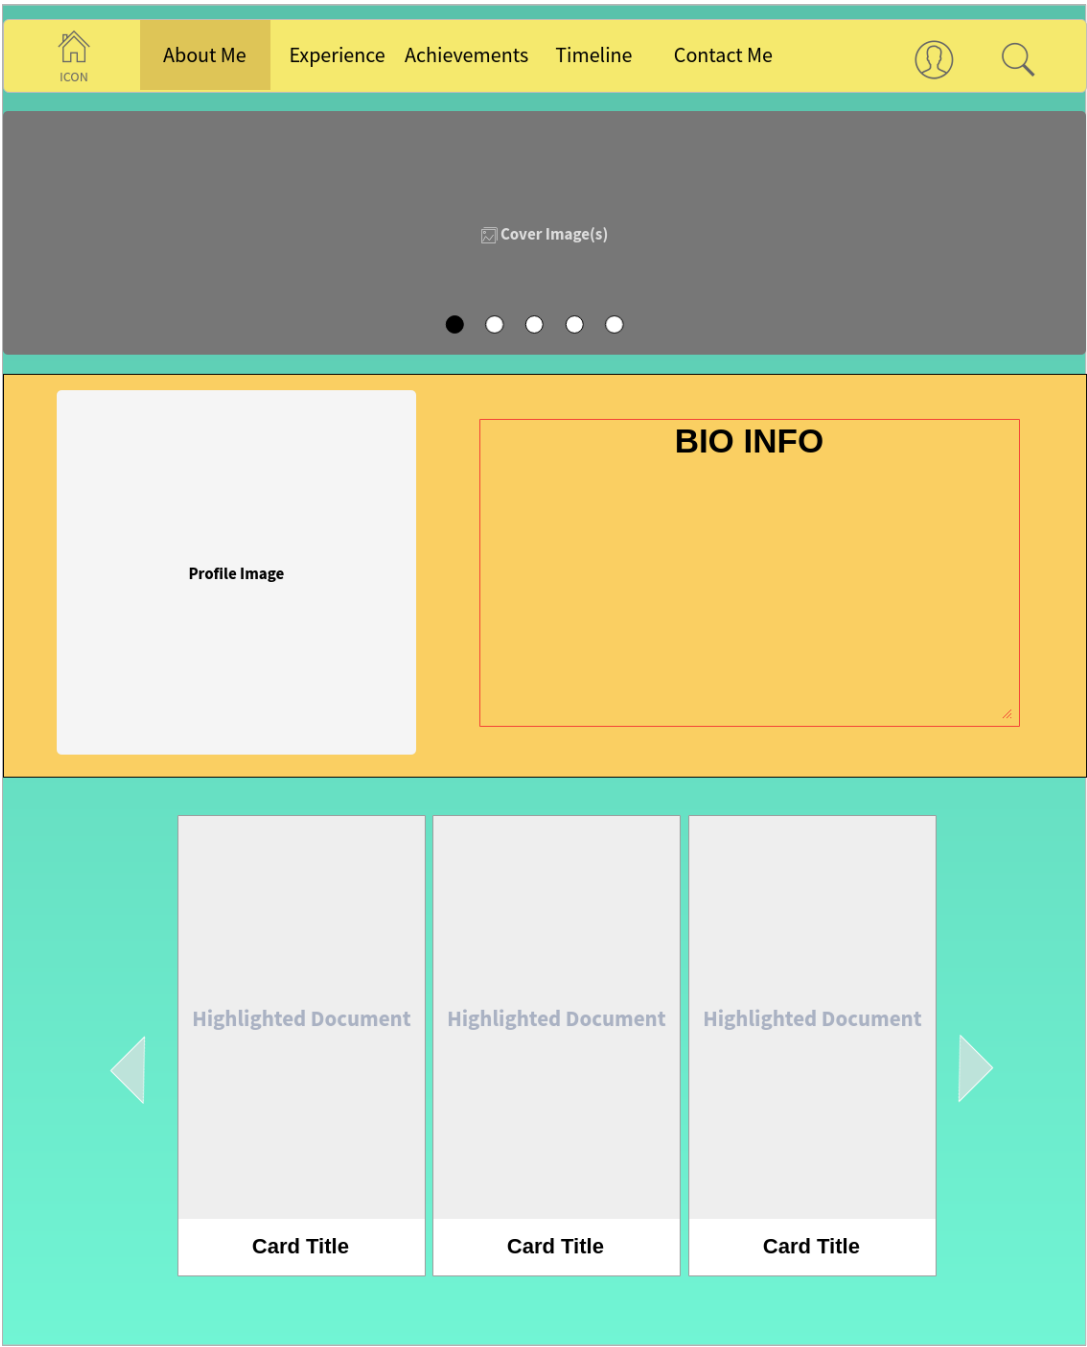 ICON
About Me
Experience
Achievements
Timeline
Contact Me
Cover Image(s)
Profile Image
BIO INFO
Highlighted Document
Highlighted Document
Highlighted Document
Card Title
Card Title
Card Title